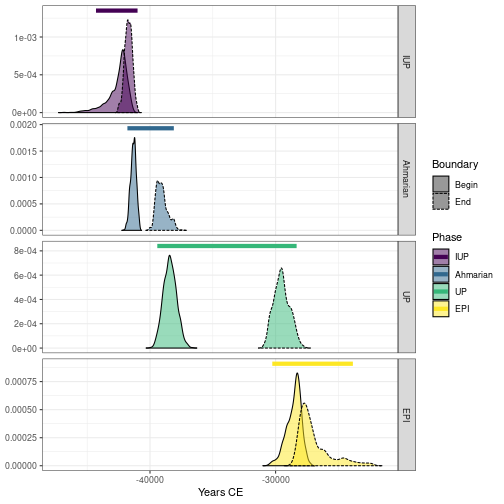 1e-03
5e-04
0e+00
IUP
0.0020
0.0015
0.0010
0.0005
0.0000
Ahmarian
8e-04
6e-04
4e-04
2e-04
0e+00
UP
0.00075
0.00050
0.00025
0.00000
EPI
-40000
-30000
Years CE
Boundary
Begin
End
Phase
IUP
Ahmarian
UP
EPI